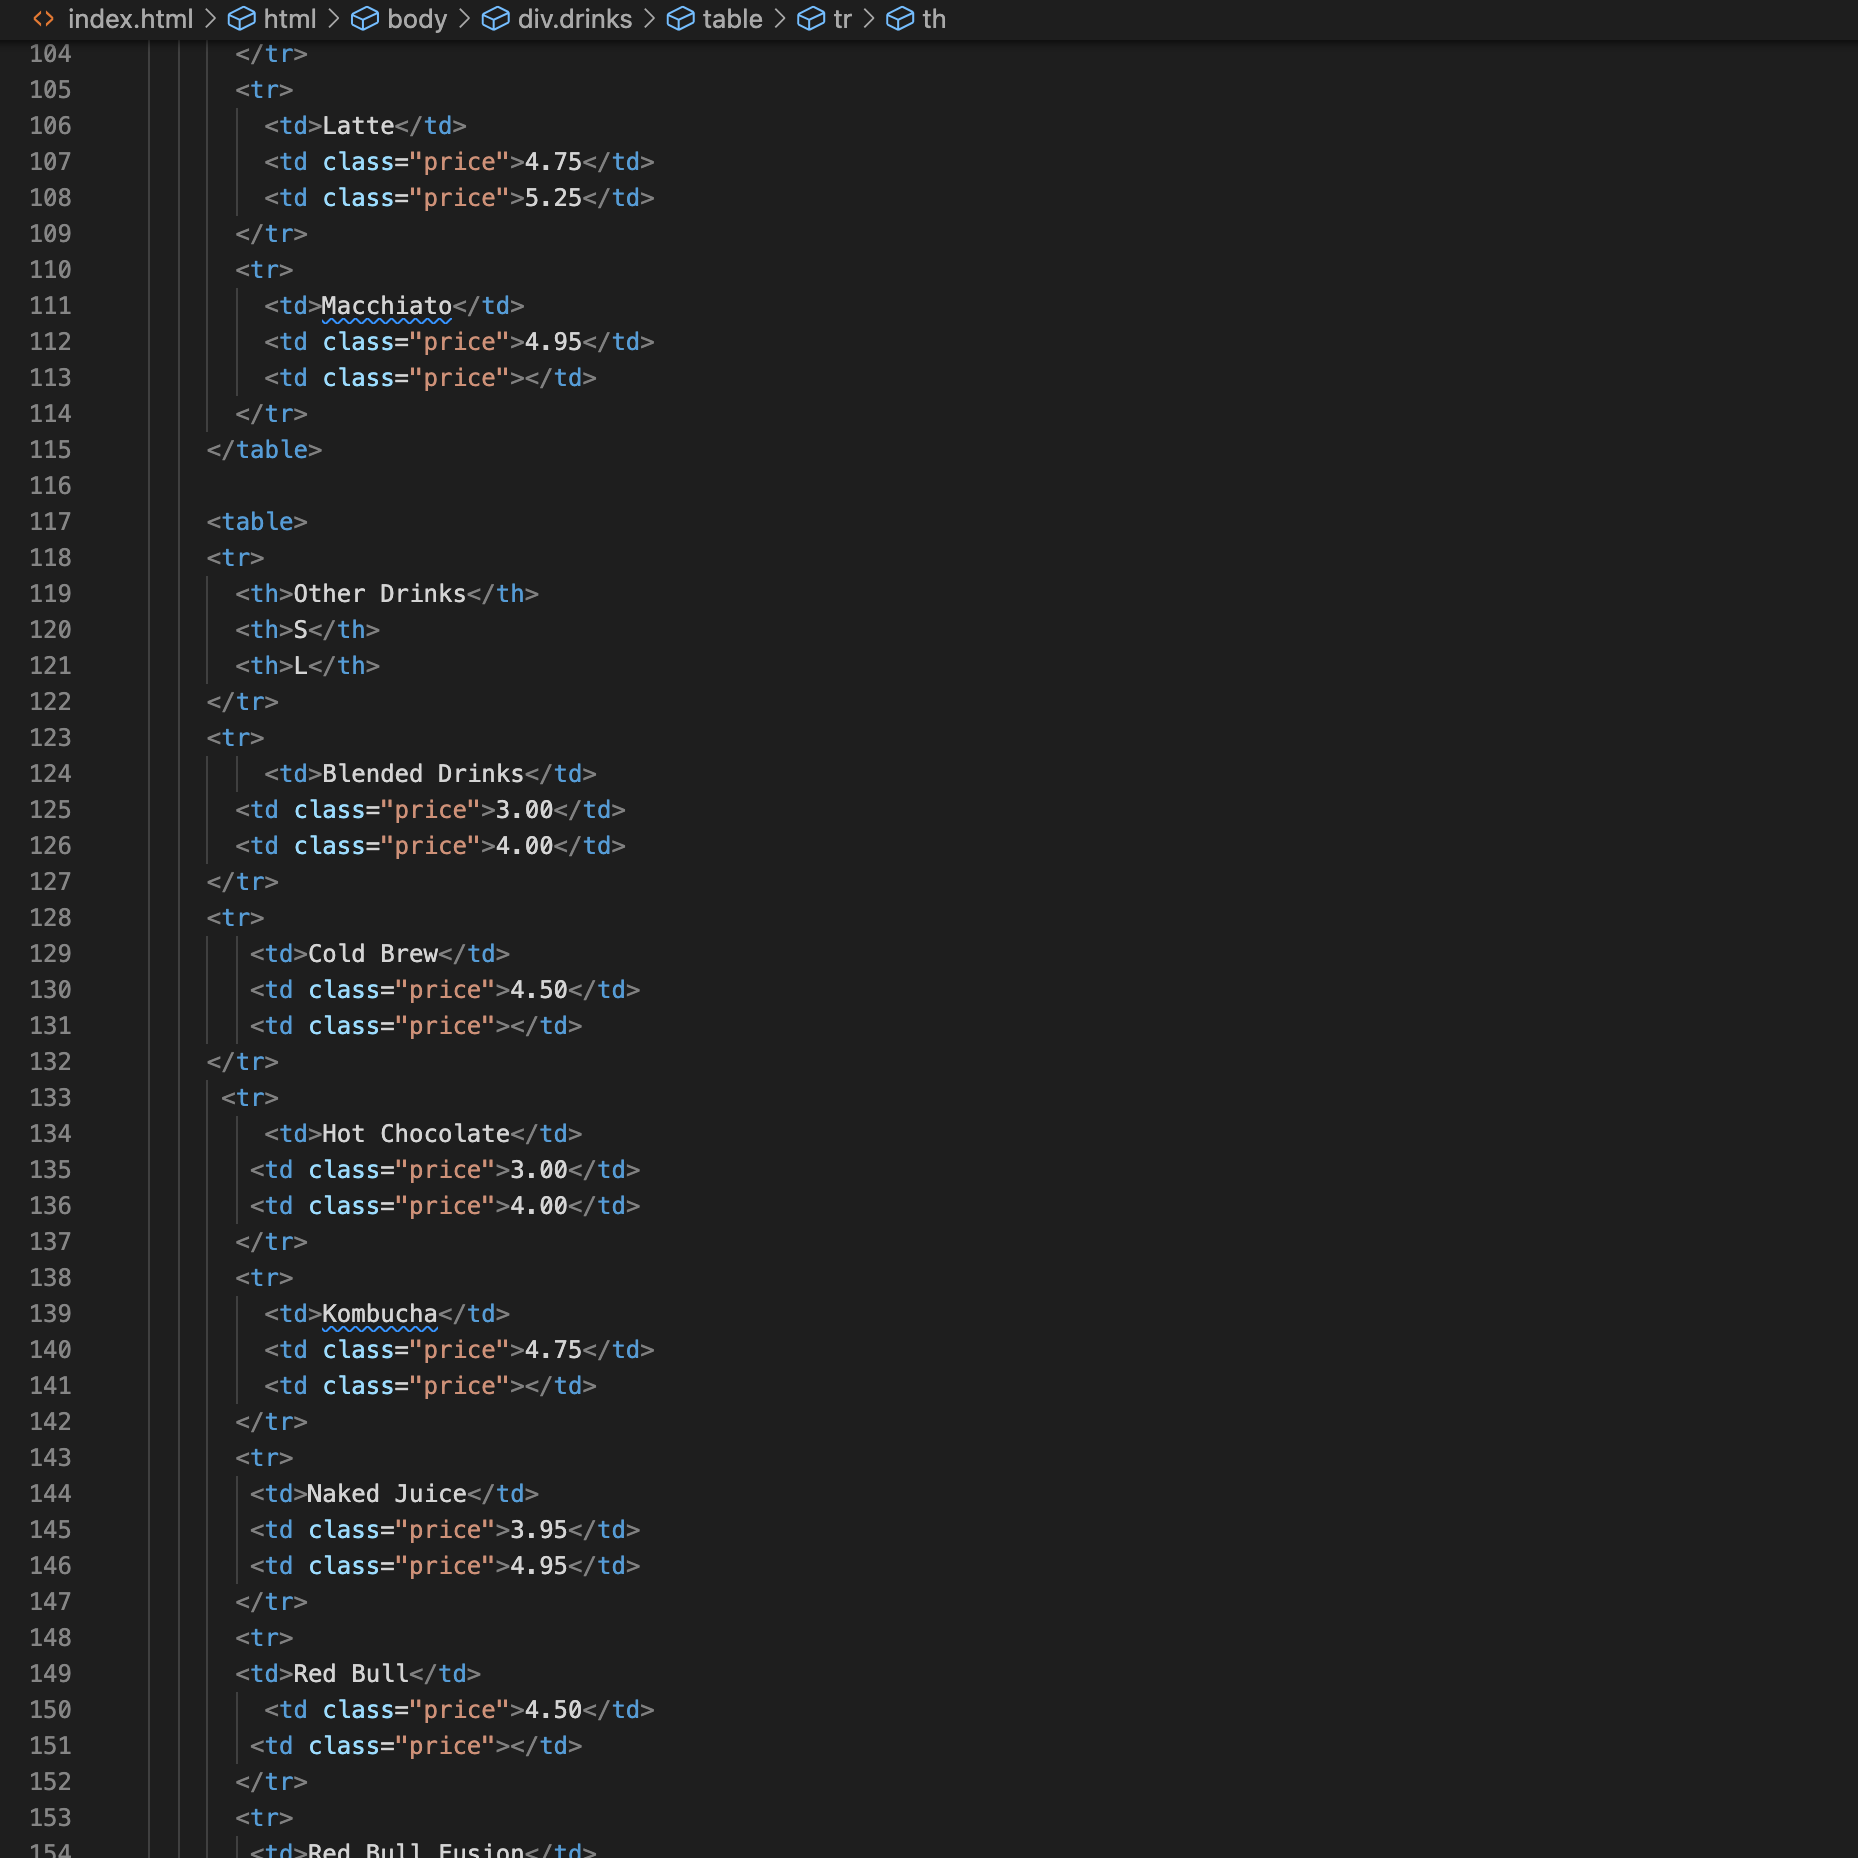 index.html > html > body > div.drinks > table > tr > th
104 </tr>
105 <tr>
106 <td>Latte</td>
107 <td class="price">4.75</td>
108 <td class="price">5.25</td>
109 </tr>
110 <tr>
111 <td>Macchiato</td>
112 <td class="price">4.95</td>
113 <td class="price"></td>
114 </tr>
115 </table>
116
117 <table>
118 <tr>
119 <th>Other Drinks</th>
120 <th>S</th>
121 <th>L</th>
122 </tr>
123 <tr>
124 <td>Blended Drinks</td>
125 <td class="price">3.00</td>
126 <td class="price">4.00</td>
127 </tr>
128 <tr>
129 <td>Cold Brew</td>
130 <td class="price">4.50</td>
131 <td class="price"></td>
132 </tr>
133 <tr>
134 <td>Hot Chocolate</td>
135 <td class="price">3.00</td>
136 <td class="price">4.00</td>
137 </tr>
138 <tr>
139 <td>Kombucha</td>
140 <td class="price">4.75</td>
141 <td class="price"></td>
142 </tr>
143 <tr>
144 <td>Naked Juice</td>
145 <td class="price">3.95</td>
146 <td class="price">4.95</td>
147 </tr>
148 <tr>
149 <td>Red Bull</td>
150 <td class="price">4.50</td>
151 <td class="price"></td>
152 </tr>
153 <tr>
154 <td>Red Bull Fusion</td>